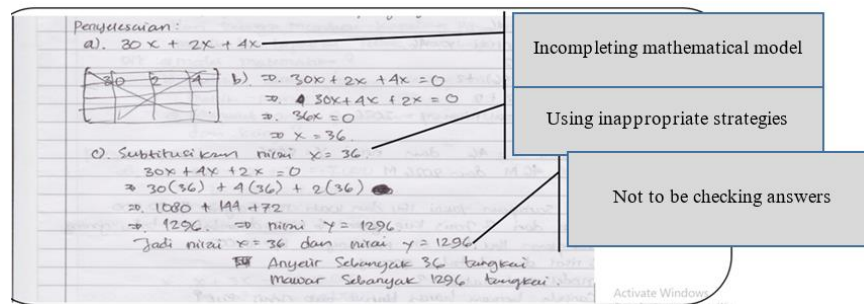 Penyelesaian :
a). 30x + 2x + 4x
Incompleting mathematical model
30 2 4
b) ⇒ 30x + 2x + 4x = 0
⇒ 30x + 4x + 2x = 0
⇒ 36x = 0
⇒ x = 36
Using inappropriate strategies
c). Subtitusikan nilai x = 36
30x + 4x + 2x = 0
⇒ 30(36) + 4(36) + 2(36)
⇒ 1080 + 144 + 72
⇒ 1296 ⇒ nilai y = 1296
Jadi nilai x = 36 dan nilai y = 1296
Not to be checking answers
Anyelir Sebanyak 36 tangkai
Mawar Sebanyak 1296 tangkai
Activate Windows